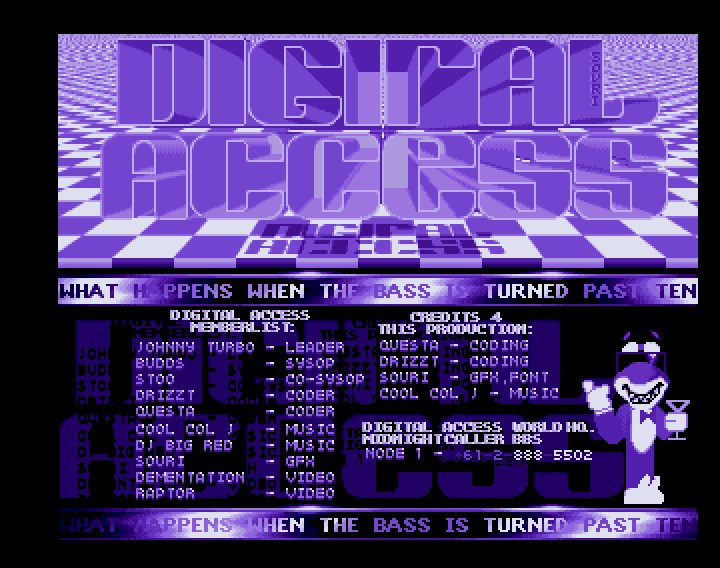 DIGITAL
SOURI
ACCESS
DIGITAL
ACCESS
WHAT HAPPENS WHEN THE BASS IS TURNED PAST TEN
DIGITAL ACCESS
MEMBERLIST:
JOHNNY TURBO - LEADER
BUDDS - SYSOP
STOO - CO-SYSOP
DRIZZT - CODER
QUESTA - CODER
COOL COL J - MUSIC
DJ BIG RED - MUSIC
SOURI - GFX
DEMENTATION - VIDEO
RAPTOR - VIDEO
CREDITS 4
THIS PRODUCTION:
QUESTA - CODING
DRIZZT - CODING
SOURI - GFX,FONT
COOL COL J - MUSIC
DIGITAL ACCESS WORLD HQ.
MIDNIGHTCALLER BBS
NODE 1 - +61-2-888-5502
WHAT HAPPENS WHEN THE BASS IS TURNED PAST TEN